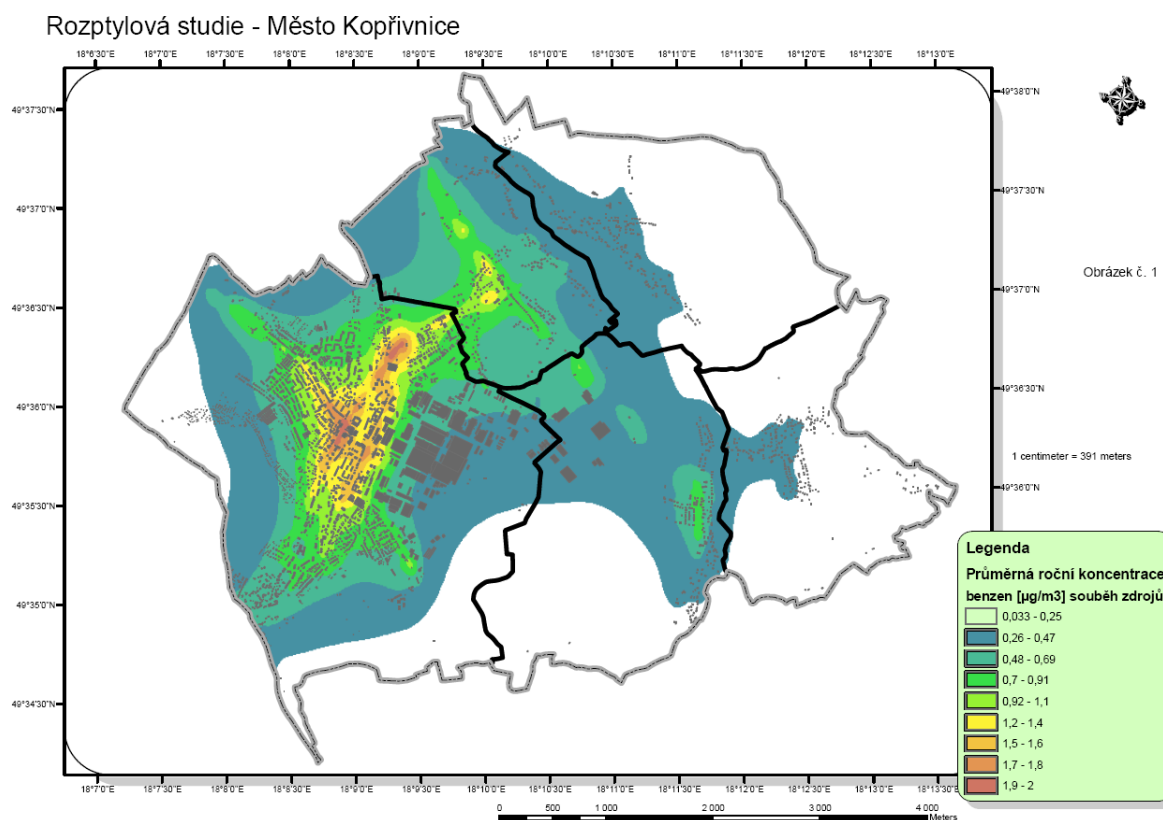 Rozptylová studie - Město Kopřivnice
18°6'30"E 18°7'0"E 18°7'30"E 18°8'0"E 18°8'30"E 18°9'0"E 18°9'30"E 18°10'0"E 18°10'30"E 18°11'0"E 18°11'30"E 18°12'0"E 18°12'30"E 18°13'0"E
49°37'30"N
49°37'0"N
49°36'30"N
49°36'0"N
49°35'30"N
49°35'0"N
49°34'30"N
49°38'0"N
49°37'30"N
49°37'0"N
49°36'30"N
49°36'0"N
Obrázek č. 1
1 centimeter = 391 meters
Legenda
Průměrná roční koncentrace
benzen [µg/m3] souběh zdrojů
0,033 - 0,25
0,26 - 0,47
0,48 - 0,69
0,7 - 0,91
0,92 - 1,1
1,2 - 1,4
1,5 - 1,6
1,7 - 1,8
1,9 - 2
18°7'0"E 18°7'30"E 18°8'0"E 18°8'30"E 18°9'0"E 18°9'30"E 18°10'0"E 18°10'30"E 18°11'0"E 18°11'30"E 18°12'0"E 18°12'30"E 18°13'0"E 18°13'30"E
0 500 1 000 2 000 3 000 4 000
Meters